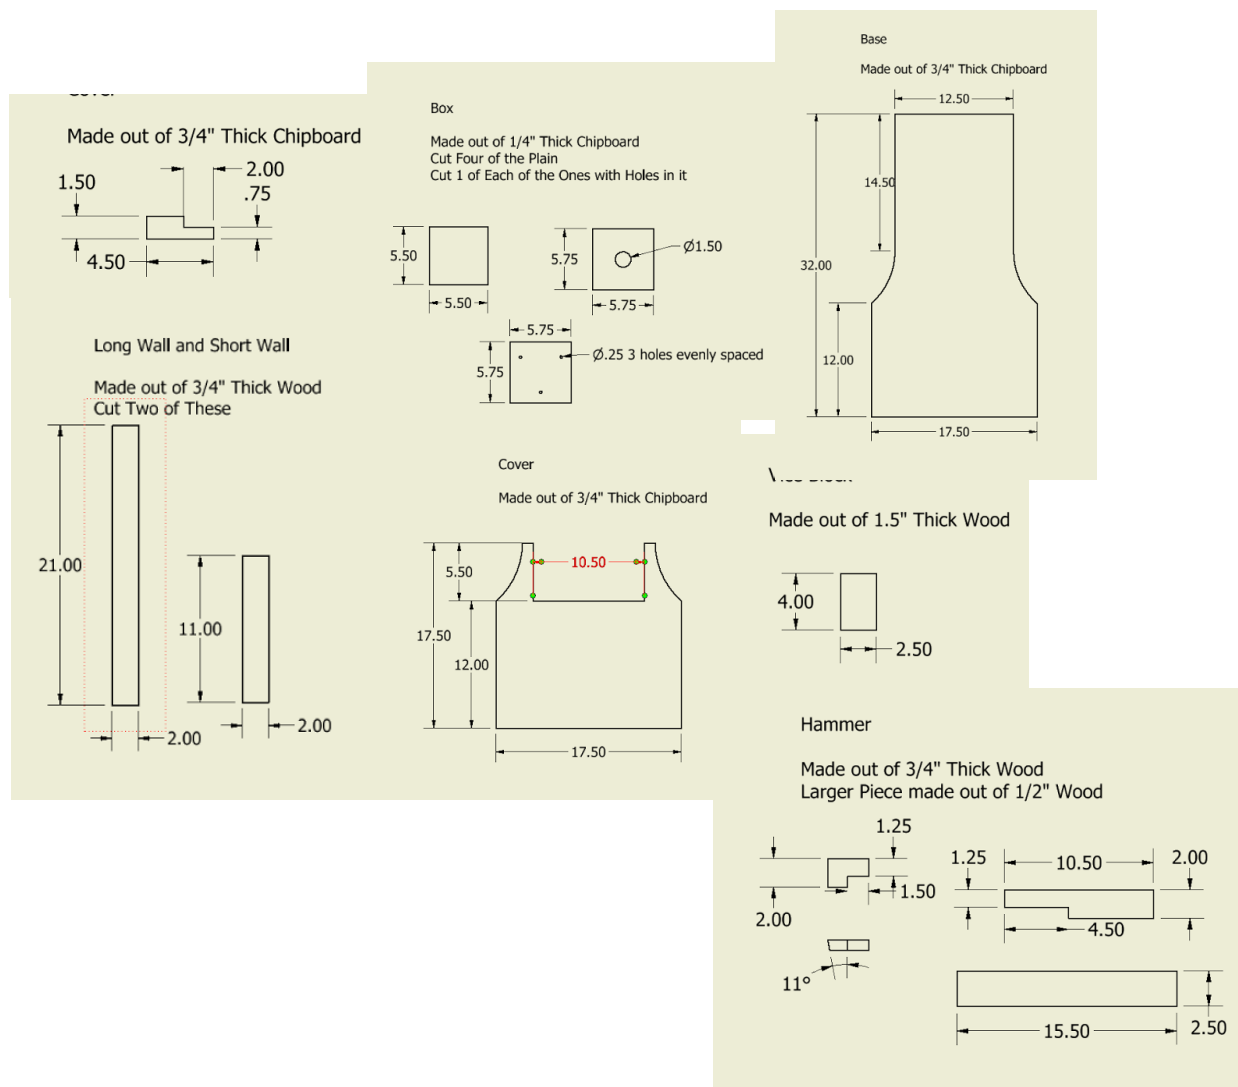 Base
Made out of 3/4" Thick Chipboard
12.50
14.50
32.00
12.00
17.50
Cover
Made out of 3/4" Thick Chipboard
2.00
1.50
.75
4.50
Box
Made out of 1/4" Thick Chipboard
Cut Four of the Plain
Cut 1 of Each of the Ones with Holes in it
5.50
5.50
5.75
Ø1.50
5.75
5.75
5.75
Ø.25 3 holes evenly spaced
Long Wall and Short Wall
Made out of 3/4" Thick Wood
Cut Two of These
21.00
2.00
11.00
2.00
Cover
Made out of 3/4" Thick Chipboard
10.50
5.50
17.50
12.00
17.50
Block
Made out of 1.5" Thick Wood
4.00
2.50
Hammer
Made out of 3/4" Thick Wood
Larger Piece made out of 1/2" Wood
1.25
1.50
2.00
11°
1.25
10.50
2.00
4.50
15.50
2.50